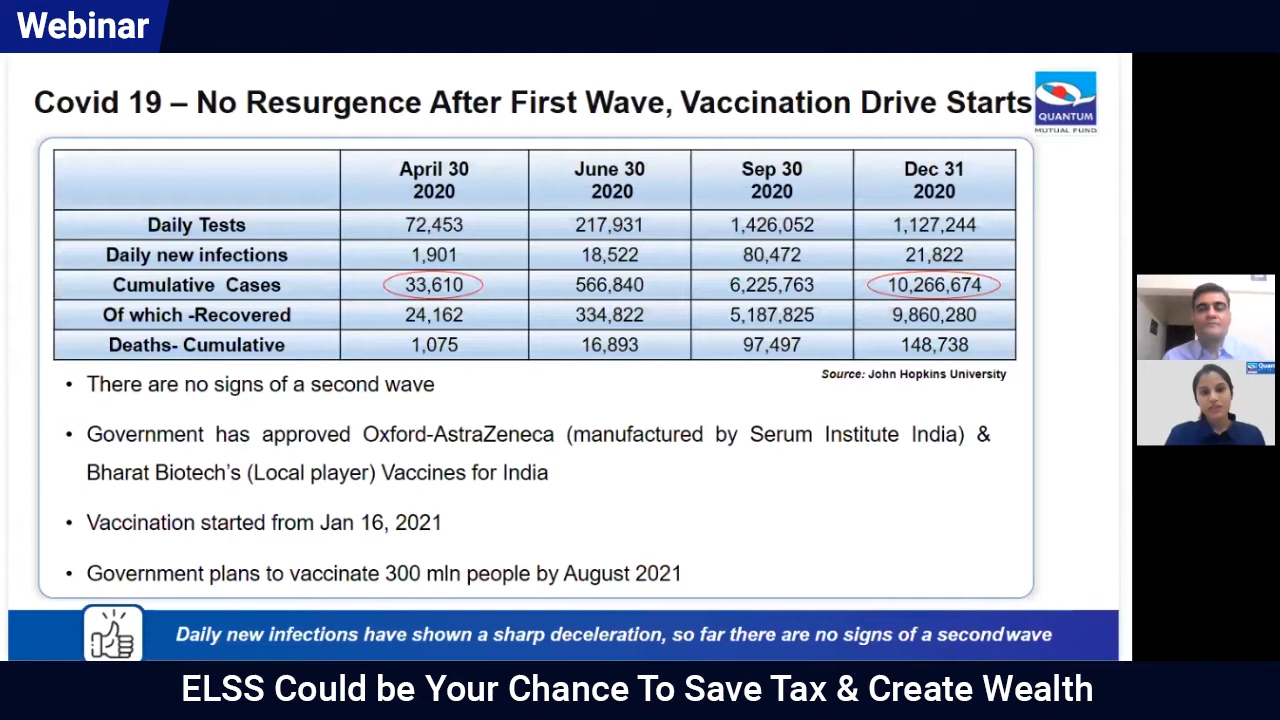 Webinar
Covid 19 – No Resurgence After First Wave, Vaccination Drive Starts
QUANTUM
MUTUAL FUND
April 30 2020 June 30 2020 Sep 30 2020 Dec 31 2020
Daily Tests 72,453 217,931 1,426,052 1,127,244
Daily new infections 1,901 18,522 80,472 21,822
Cumulative Cases 33,610 566,840 6,225,763 10,266,674
Of which -Recovered 24,162 334,822 5,187,825 9,860,280
Deaths- Cumulative 1,075 16,893 97,497 148,738
Source: John Hopkins University
• There are no signs of a second wave
• Government has approved Oxford-AstraZeneca (manufactured by Serum Institute India) &
Bharat Biotech's (Local player) Vaccines for India
• Vaccination started from Jan 16, 2021
• Government plans to vaccinate 300 mln people by August 2021
Daily new infections have shown a sharp deceleration, so far there are no signs of a second wave
ELSS Could be Your Chance To Save Tax & Create Wealth